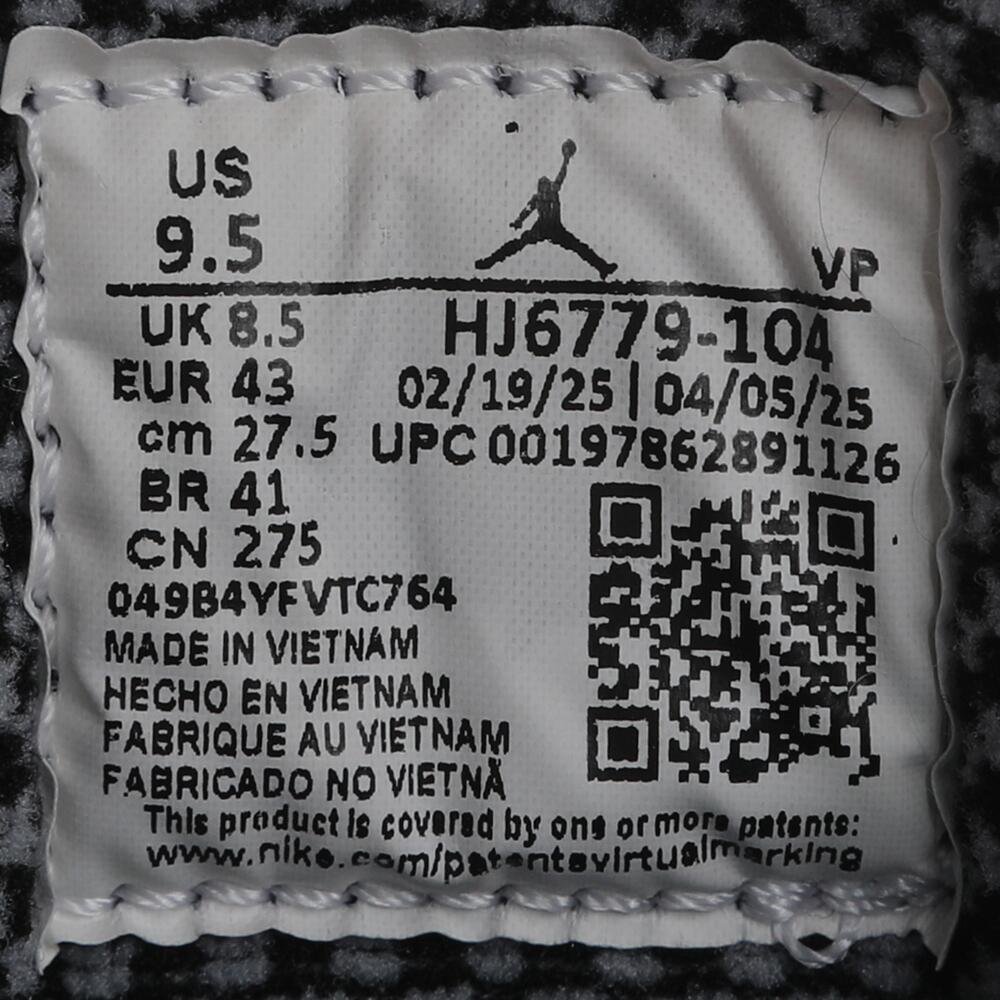 US
9.5
VP
UK 8.5
HJ6779-104
EUR 43
02/19/25 | 04/05/25
cm 27.5
UPC 00197862891126
BR 41
CN 275
049B4YFVTC764
MADE IN VIETNAM
HECHO EN VIETNAM
FABRIQUE AU VIETNAM
FABRICADO NO VIETNÃ
This product is covered by one or more patents:
www.nike.com/patentsvirtualmarking